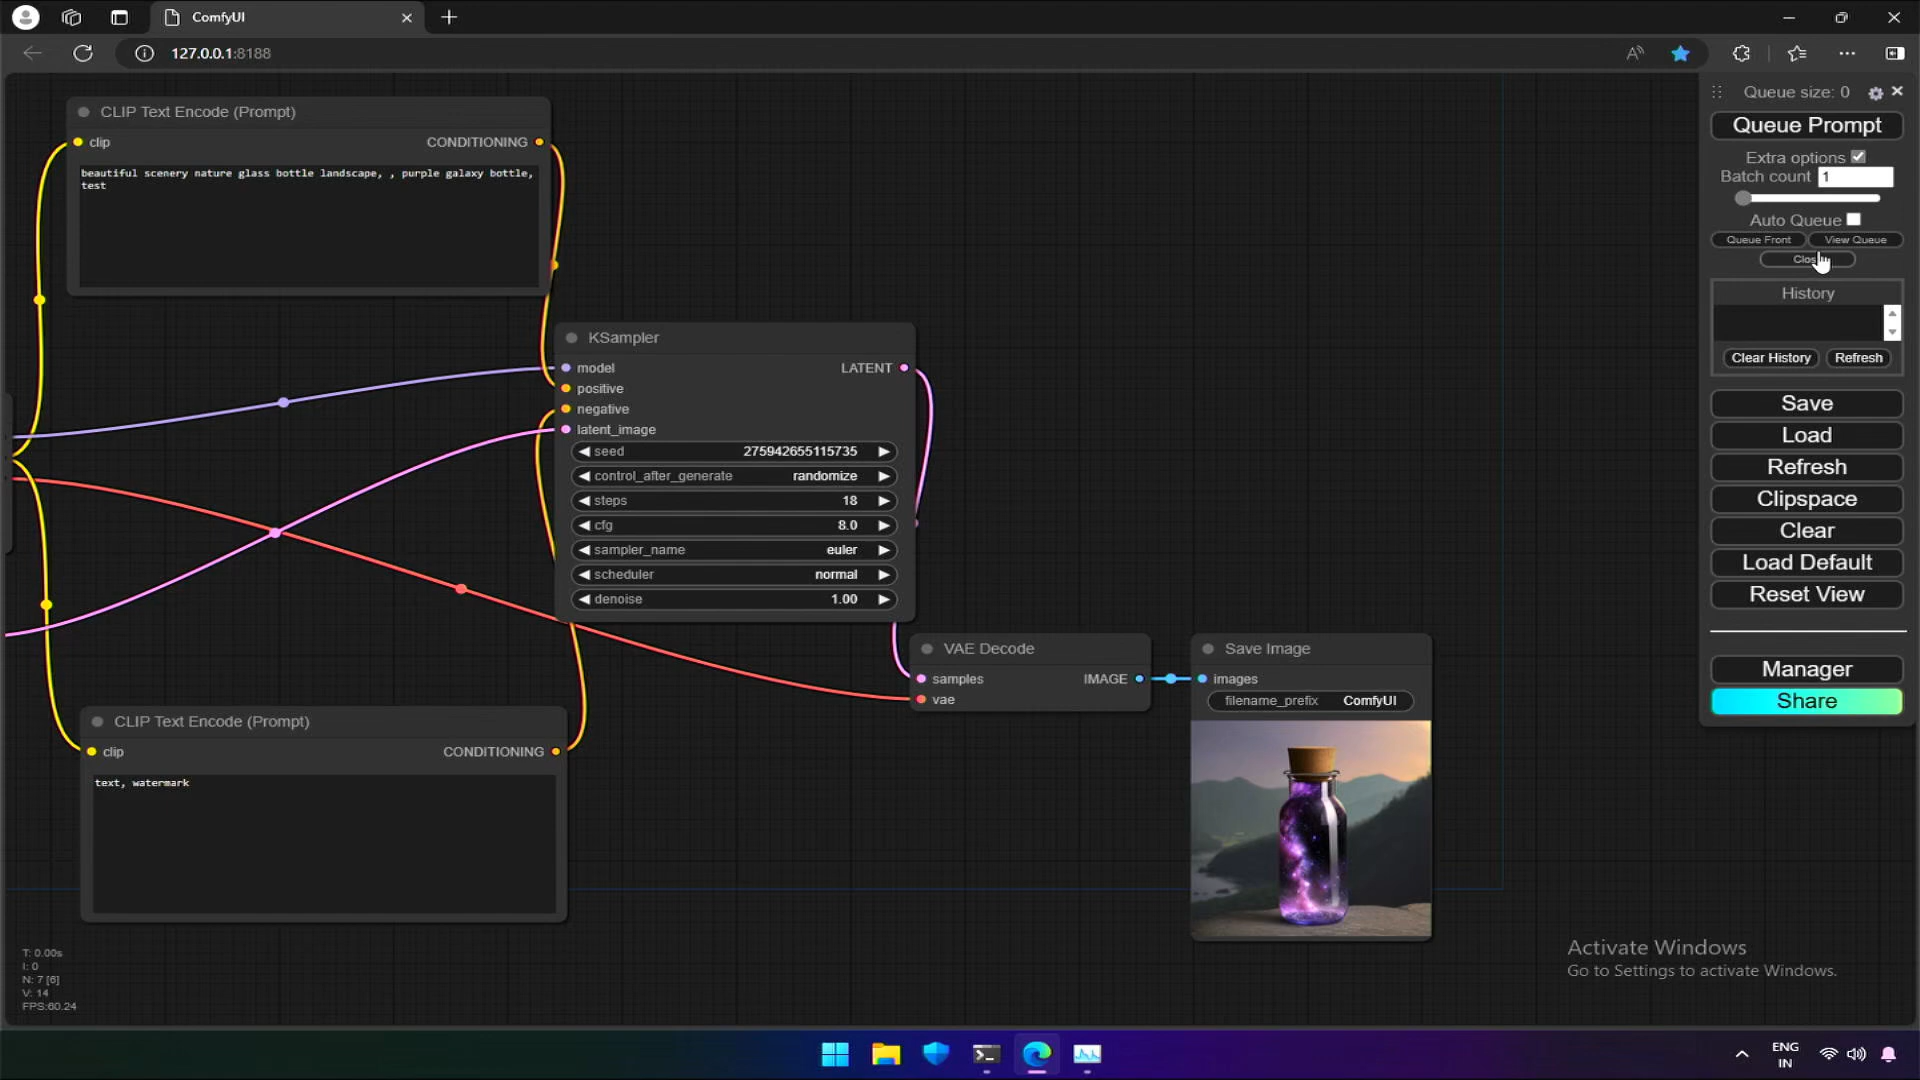 ComfyUI
127.0.0.1:8188
CLIP Text Encode (Prompt)
clip
CONDITIONING
beautiful scenery nature glass bottle landscape, , purple galaxy bottle,
test
KSampler
model
LATENT
positive
negative
latent_image
seed 275942655115735
control_after_generate randomize
steps 18
cfg 8.0
sampler_name euler
scheduler normal
denoise 1.00
CLIP Text Encode (Prompt)
clip
CONDITIONING
text, watermark
VAE Decode
samples
IMAGE
vae
Save Image
images
filename_prefix ComfyUI
Queue size: 0
Queue Prompt
Extra options
Batch count 1
Auto Queue
Queue Front
View Queue
History
Clear History
Refresh
Save
Load
Refresh
Clipspace
Clear
Load Default
Reset View
Manager
Share
T: 0.00s
I: 0
N: 7 [6]
V: 14
FPS:60.24
Activate Windows
Go to Settings to activate Windows.
ENG
IN